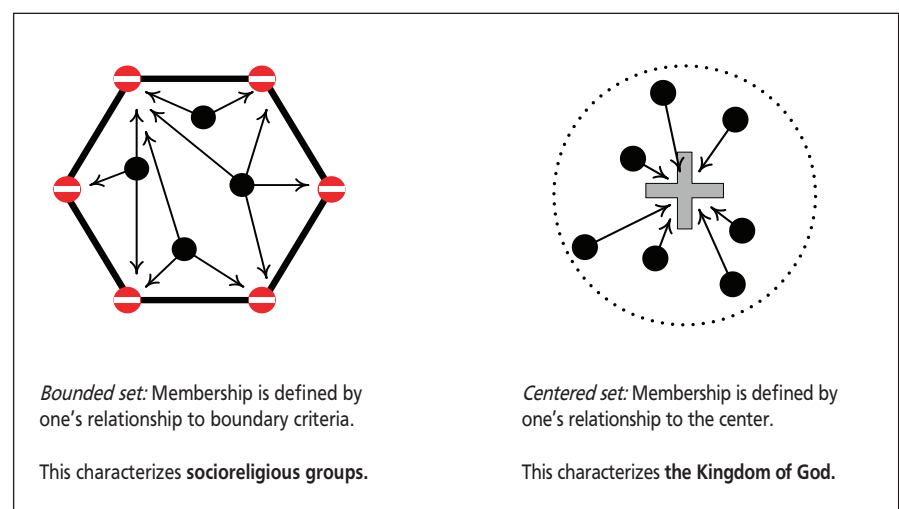 Bounded set: Membership is defined by
one's relationship to boundary criteria.
This characterizes socioreligious groups.
Centered set: Membership is defined by
one's relationship to the center.
This characterizes the Kingdom of God.